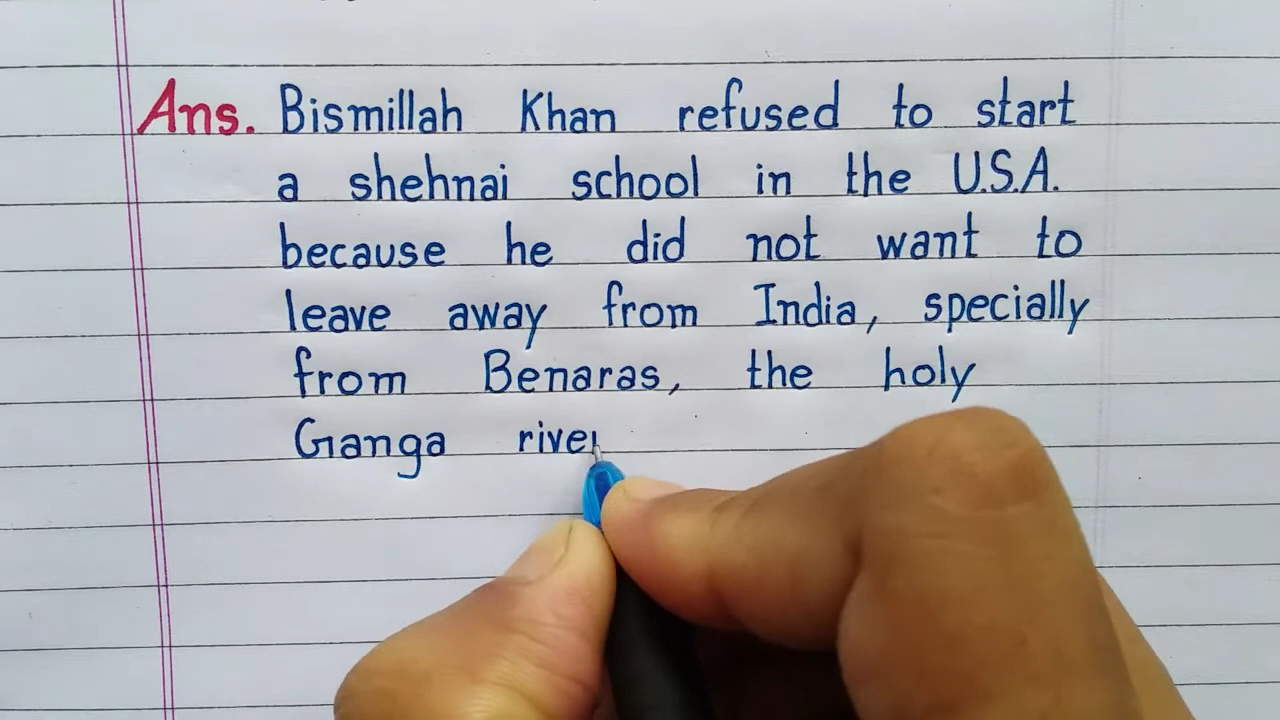 Ans. Bismillah Khan refused to start
a shehnai school in the U.S.A.
because he did not want to
leave away from India, specially
from Benaras, the holy
Ganga river